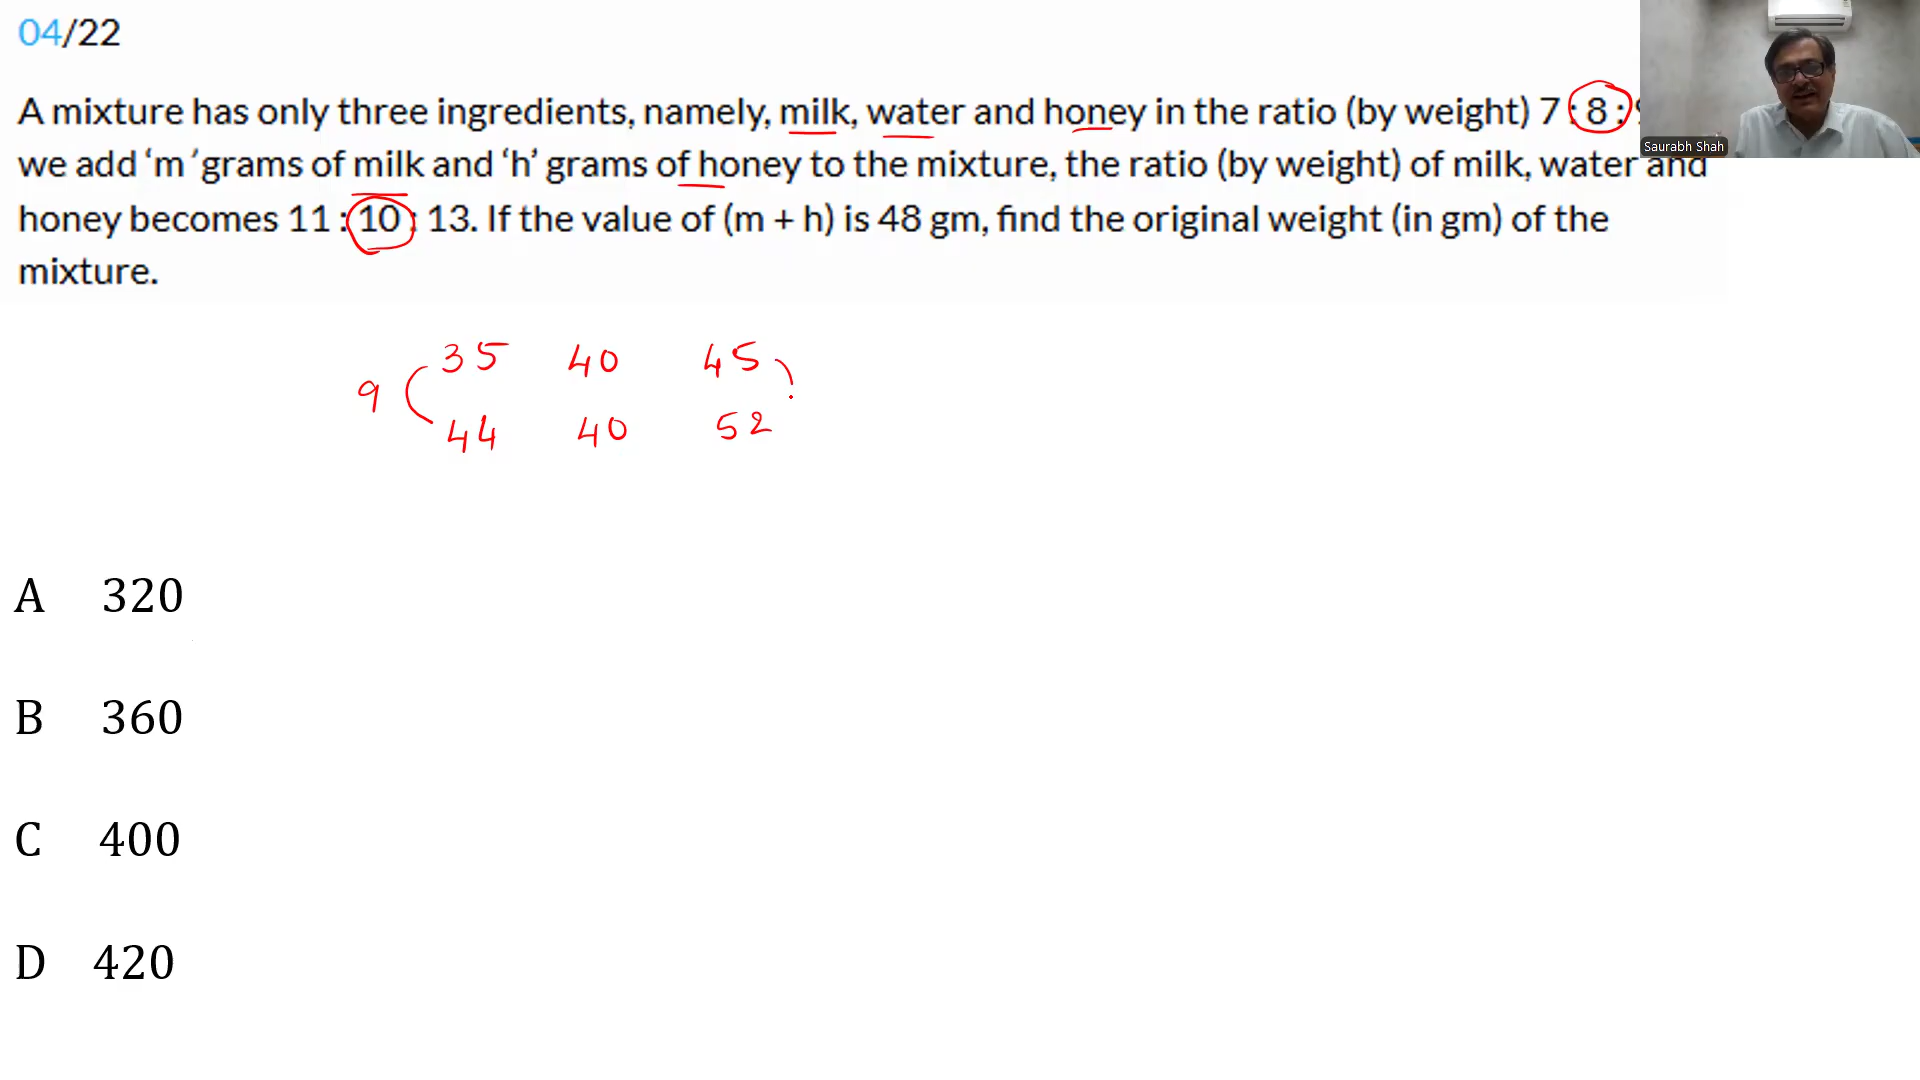 04/22
A mixture has only three ingredients, namely, milk, water and honey in the ratio (by weight) 7 : 8 :
Saurabh Shah
we add ‘m ’grams of milk and ‘h’ grams of honey to the mixture, the ratio (by weight) of milk, water and
honey becomes 11 : 10 : 13. If the value of (m + h) is 48 gm, find the original weight (in gm) of the
mixture.
35 40 45
9
44 40 52
A 320
B 360
C 400
D 420